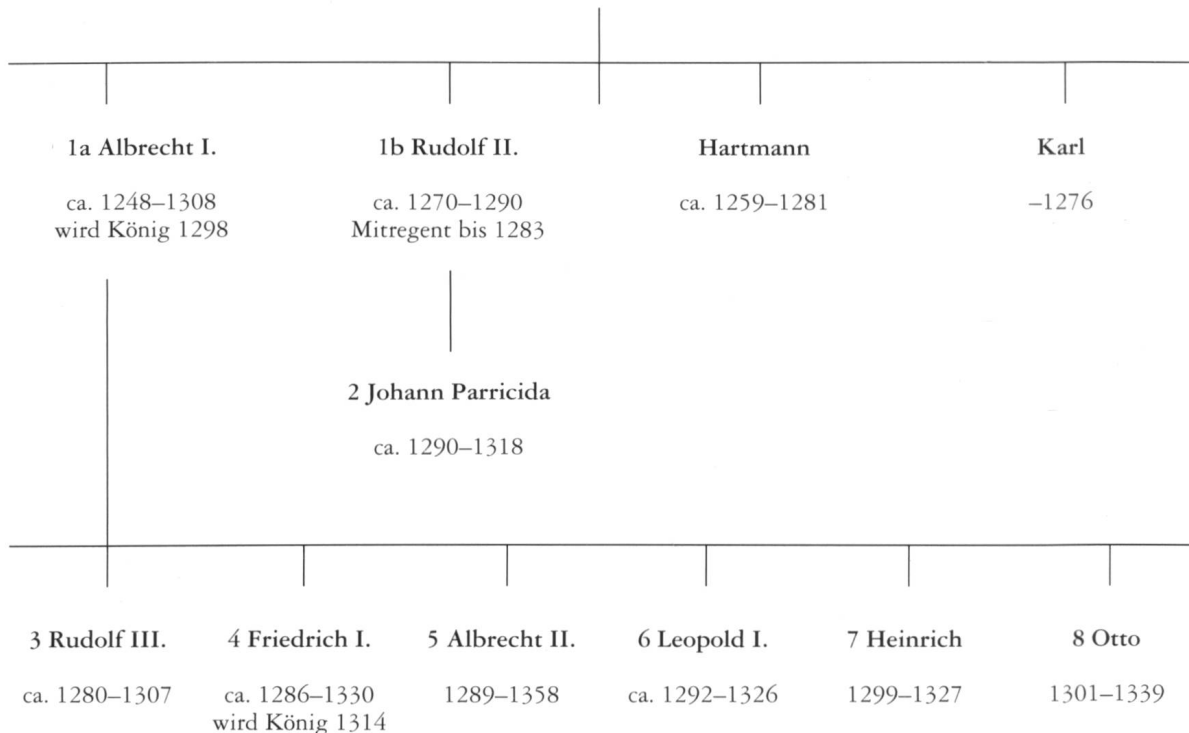 1a Albrecht I.
ca. 1248–1308
wird König 1298
1b Rudolf II.
ca. 1270–1290
Mitregent bis 1283
Hartmann
ca. 1259–1281
Karl
–1276
2 Johann Parricida
ca. 1290–1318
3 Rudolf III.
ca. 1280–1307
4 Friedrich I.
ca. 1286–1330
wird König 1314
5 Albrecht II.
1289–1358
6 Leopold I.
ca. 1292–1326
7 Heinrich
1299–1327
8 Otto
1301–1339